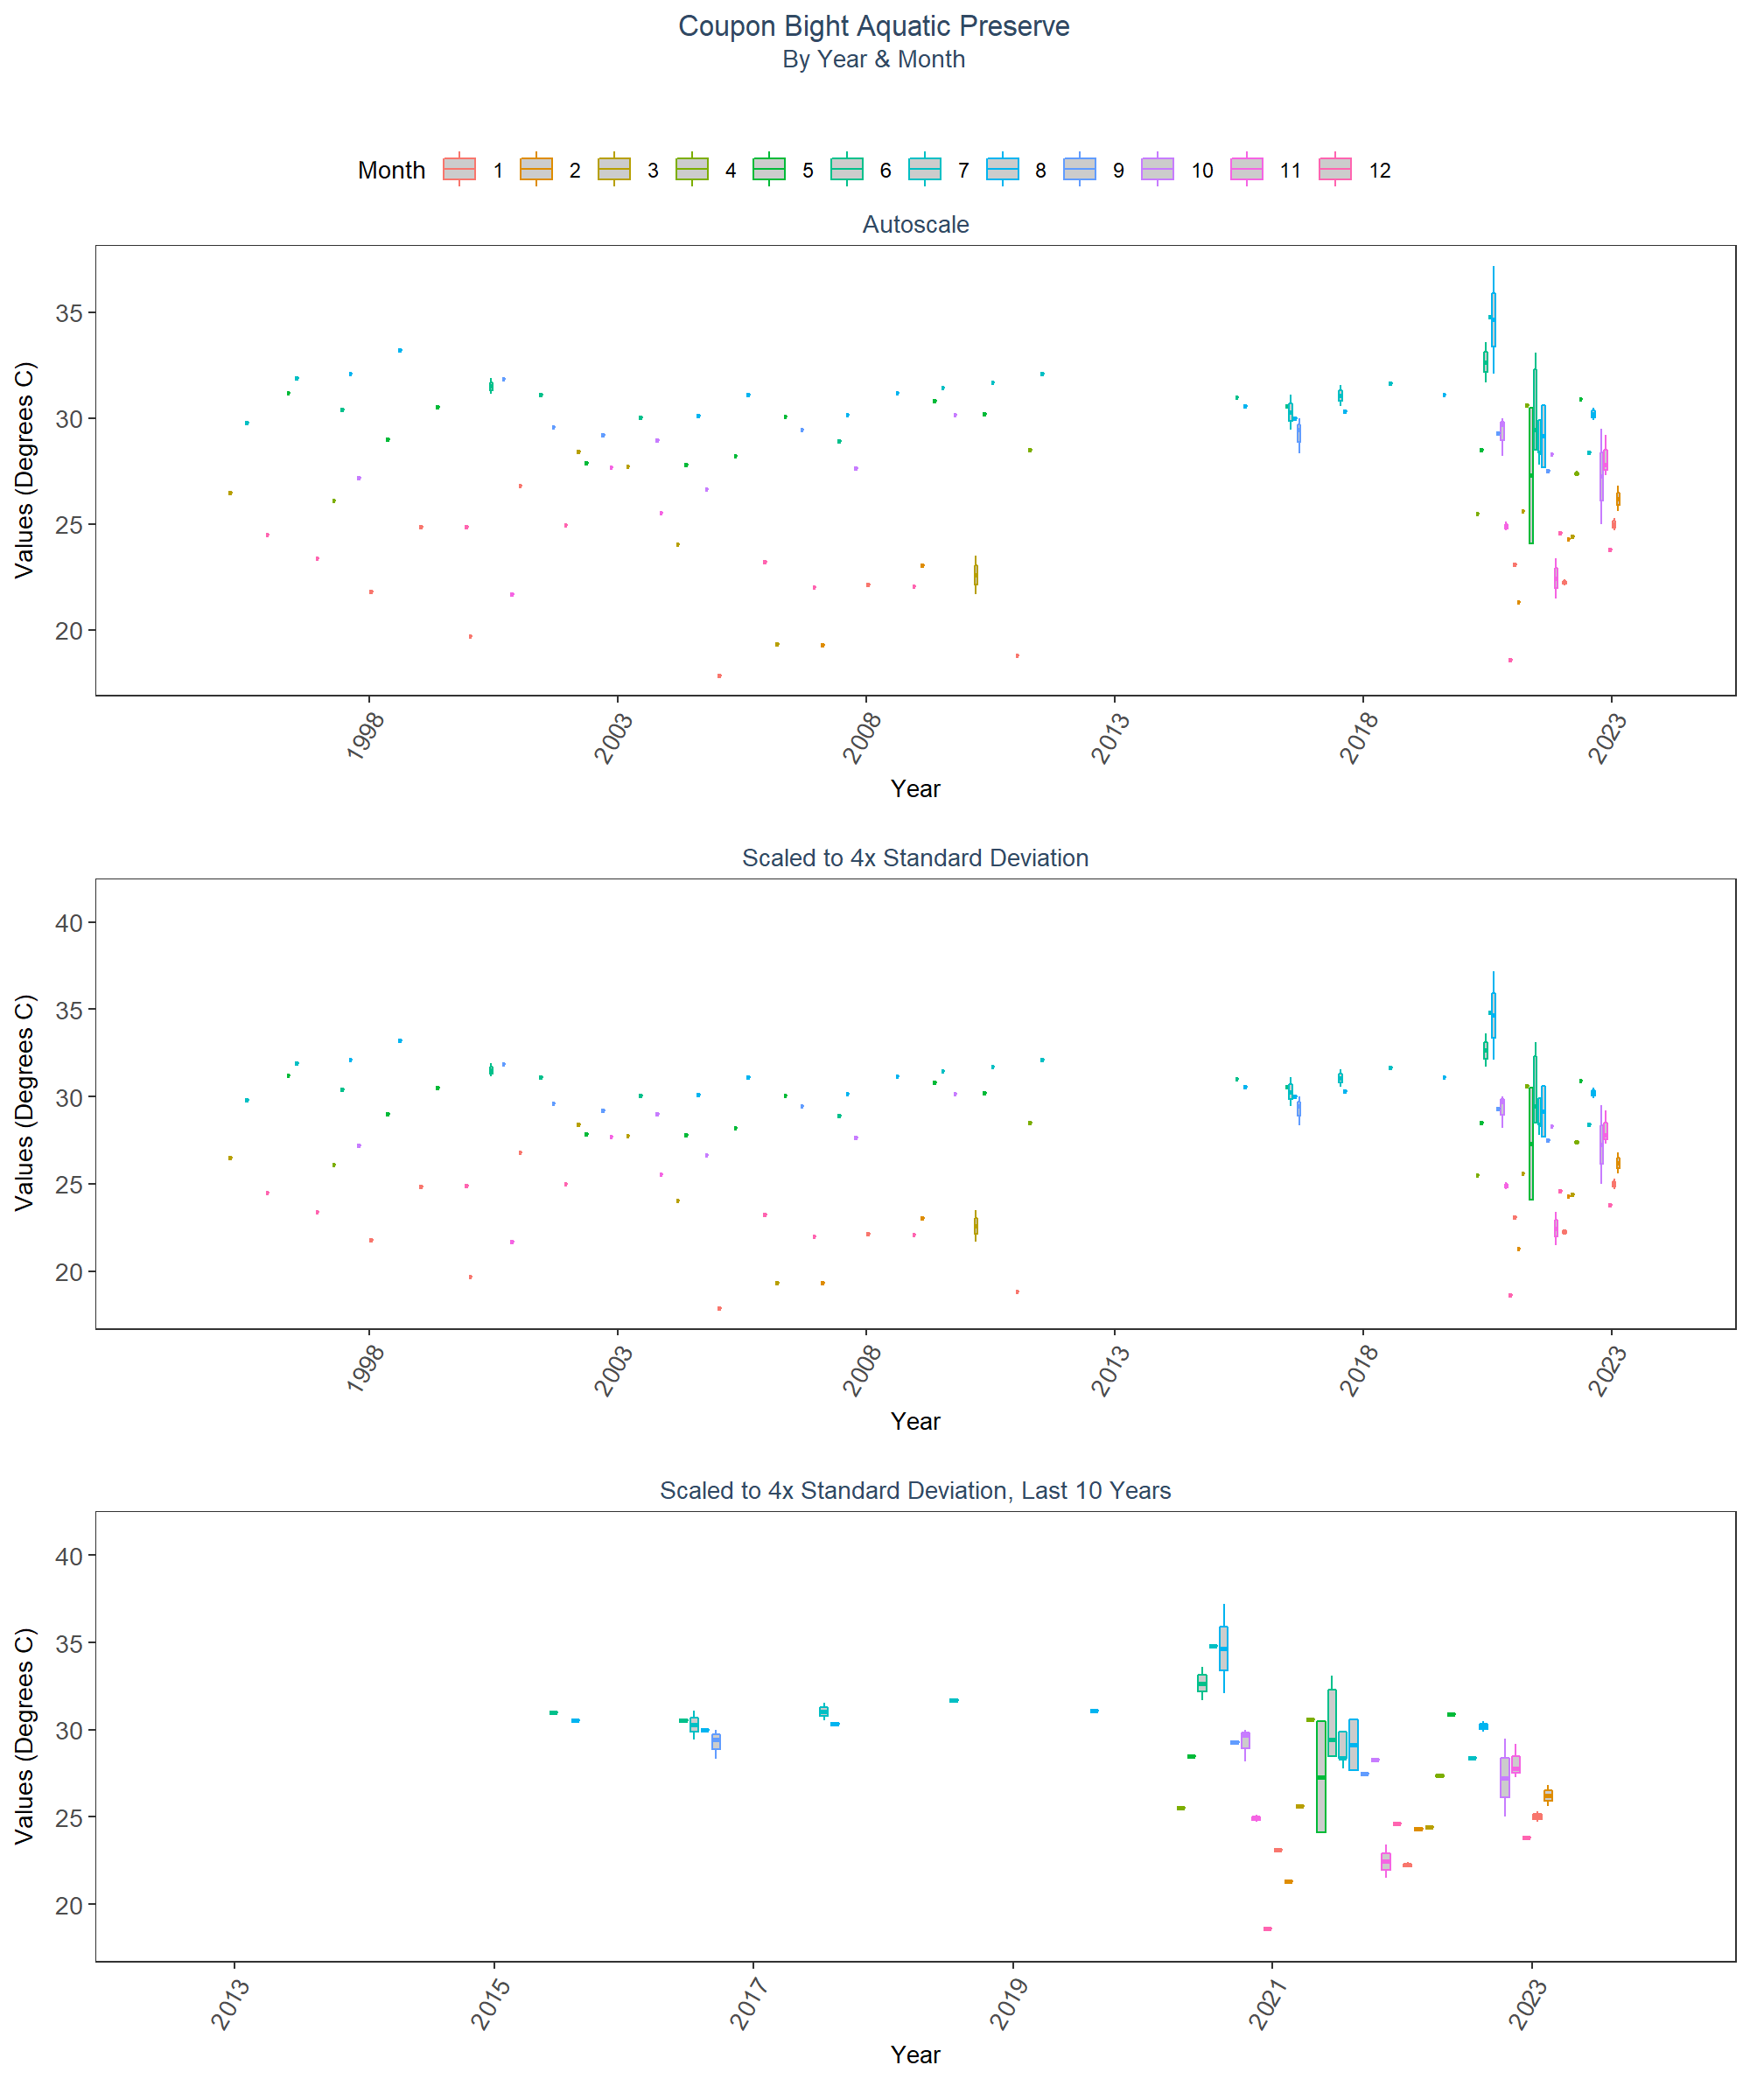 Coupon Bight Aquatic Preserve
By Year & Month
Month 1 2 3 4 5 6 7 8 9 10 11 12
Autoscale
Values (Degrees C)
35
30
25
20
1998 2003 2008 2013 2018 2023
Year
Scaled to 4x Standard Deviation
Values (Degrees C)
40
35
30
25
20
1998 2003 2008 2013 2018 2023
Year
Scaled to 4x Standard Deviation, Last 10 Years
Values (Degrees C)
40
35
30
25
20
2013 2015 2017 2019 2021 2023
Year